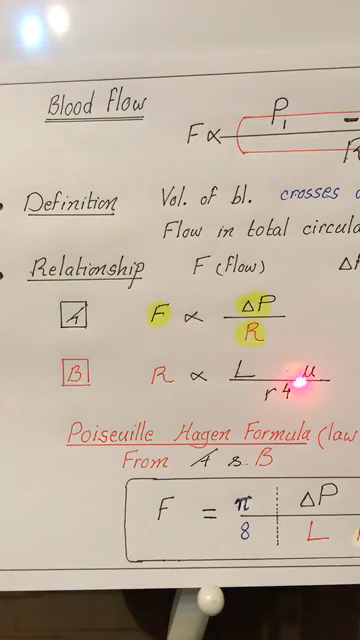 Blood flow
P₁
F ∝
Definition Vol. of bl. crosses
Flow in total circula
Relationship F (flow) Δ
A F ∝ ΔP / R
B R ∝ L μ / r⁴
Poiseuille Hagen Formula (law
From A & B
F = π ΔP
8 L